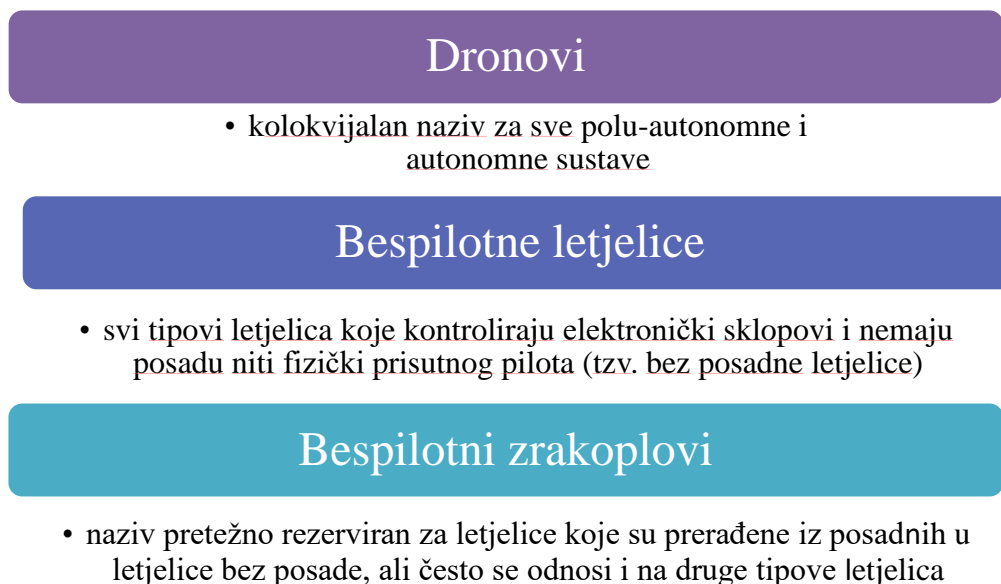 Dronovi
• kolokvijalan naziv za sve polu-autonomne i
autonomne sustave
Bespilotne letjelice
• svi tipovi letjelica koje kontroliraju elektronički sklopovi i nemaju
posadu niti fizički prisutnog pilota (tzv. bez posadne letjelice)
Bespilotni zrakoplovi
• naziv pretežno rezerviran za letjelice koje su prerađene iz posadnih u
letjelice bez posade, ali često se odnosi i na druge tipove letjelica